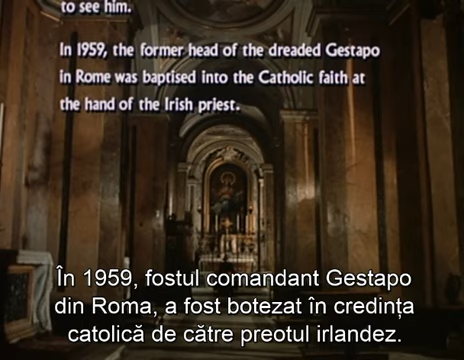 to see him.
In 1959, the former head of the dreaded Gestapo
in Rome was baptised into the Catholic faith at
the hand of the Irish priest.
În 1959, fostul comandant Gestapo
din Roma, a fost botezat în credința
catolică de către preotul irlandez.